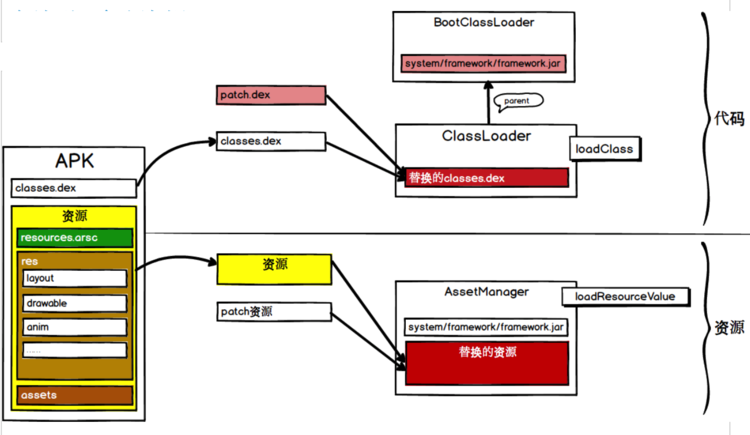 BootClassLoader
system/framework/framework.jar
parent
patch.dex
classes.dex
ClassLoader
loadClass
替换的classes.dex
代码
APK
classes.dex
资源
resources.arsc
res
layout
drawable
anim
......
assets
资源
patch资源
AssetManager
loadResourceValue
system/framework/framework.jar
替换的资源
资源